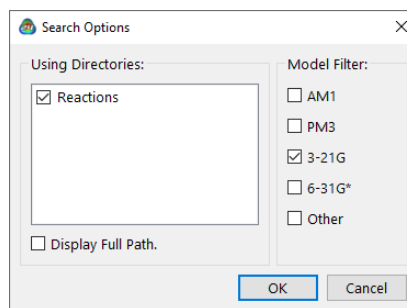 Search Options
Using Directories:
Reactions
Display Full Path.
Model Filter:
AM1
PM3
3-21G
6-31G*
Other
OK
Cancel